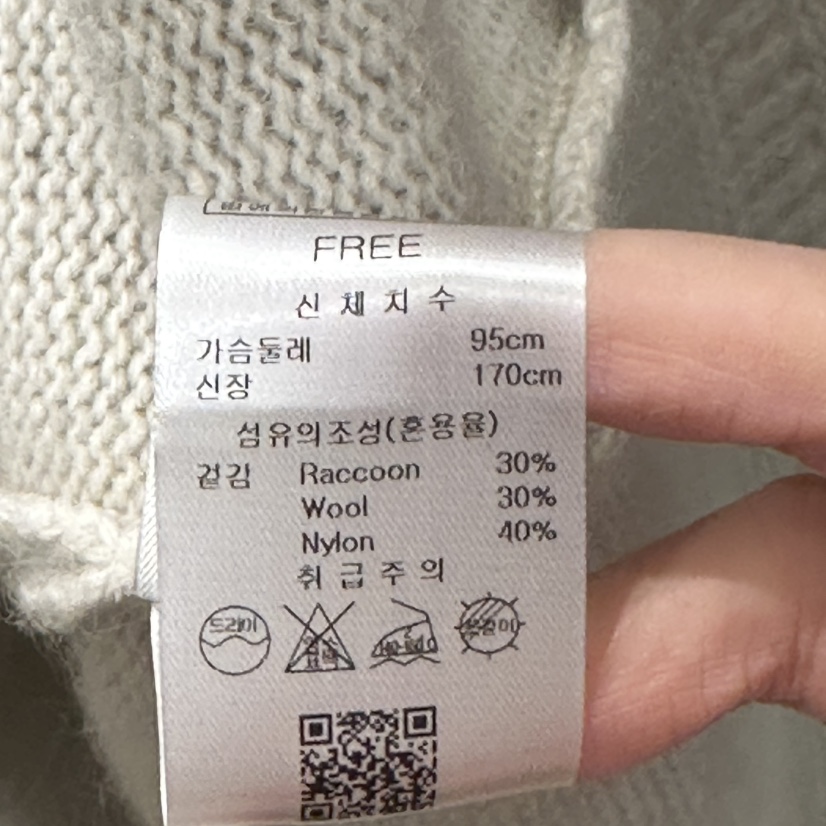 FREE
신체치수
가슴둘레 95cm
신장 170cm
섬유의조성(혼용율)
겉감 Raccoon 30%
Wool 30%
Nylon 40%
취급주의
드라이